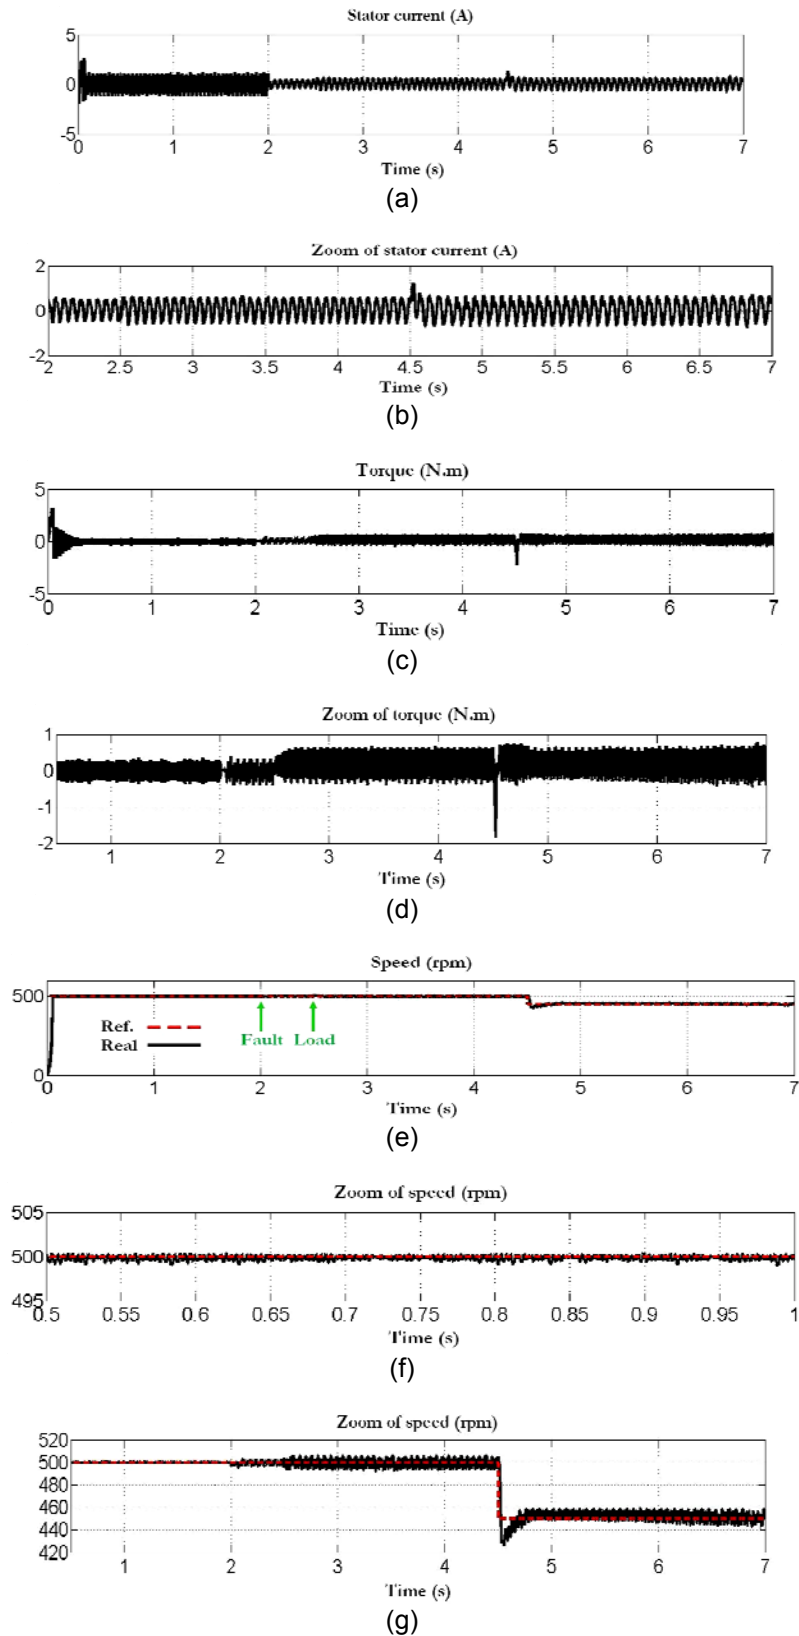 Stator current (A)
5
0
-5
0 1 2 3 4 5 6 7
Time (s)
(a)
Zoom of stator current (A)
2
0
-2
2 2.5 3 3.5 4 4.5 5 5.5 6 6.5 7
Time (s)
(b)
Torque (N.m)
5
0
-5
0 1 2 3 4 5 6 7
Time (s)
(c)
Zoom of torque (N.m)
1
0
-1
-2
1 2 3 4 5 6 7
Time (s)
(d)
Speed (rpm)
500
Ref.
Real
Fault Load
0
0 1 2 3 4 5 6 7
Time (s)
(e)
Zoom of speed (rpm)
505
500
495
0.5 0.55 0.6 0.65 0.7 0.75 0.8 0.85 0.9 0.95 1
Time (s)
(f)
Zoom of speed (rpm)
520
500
480
460
440
420
1 2 3 4 5 6 7
Time (s)
(g)